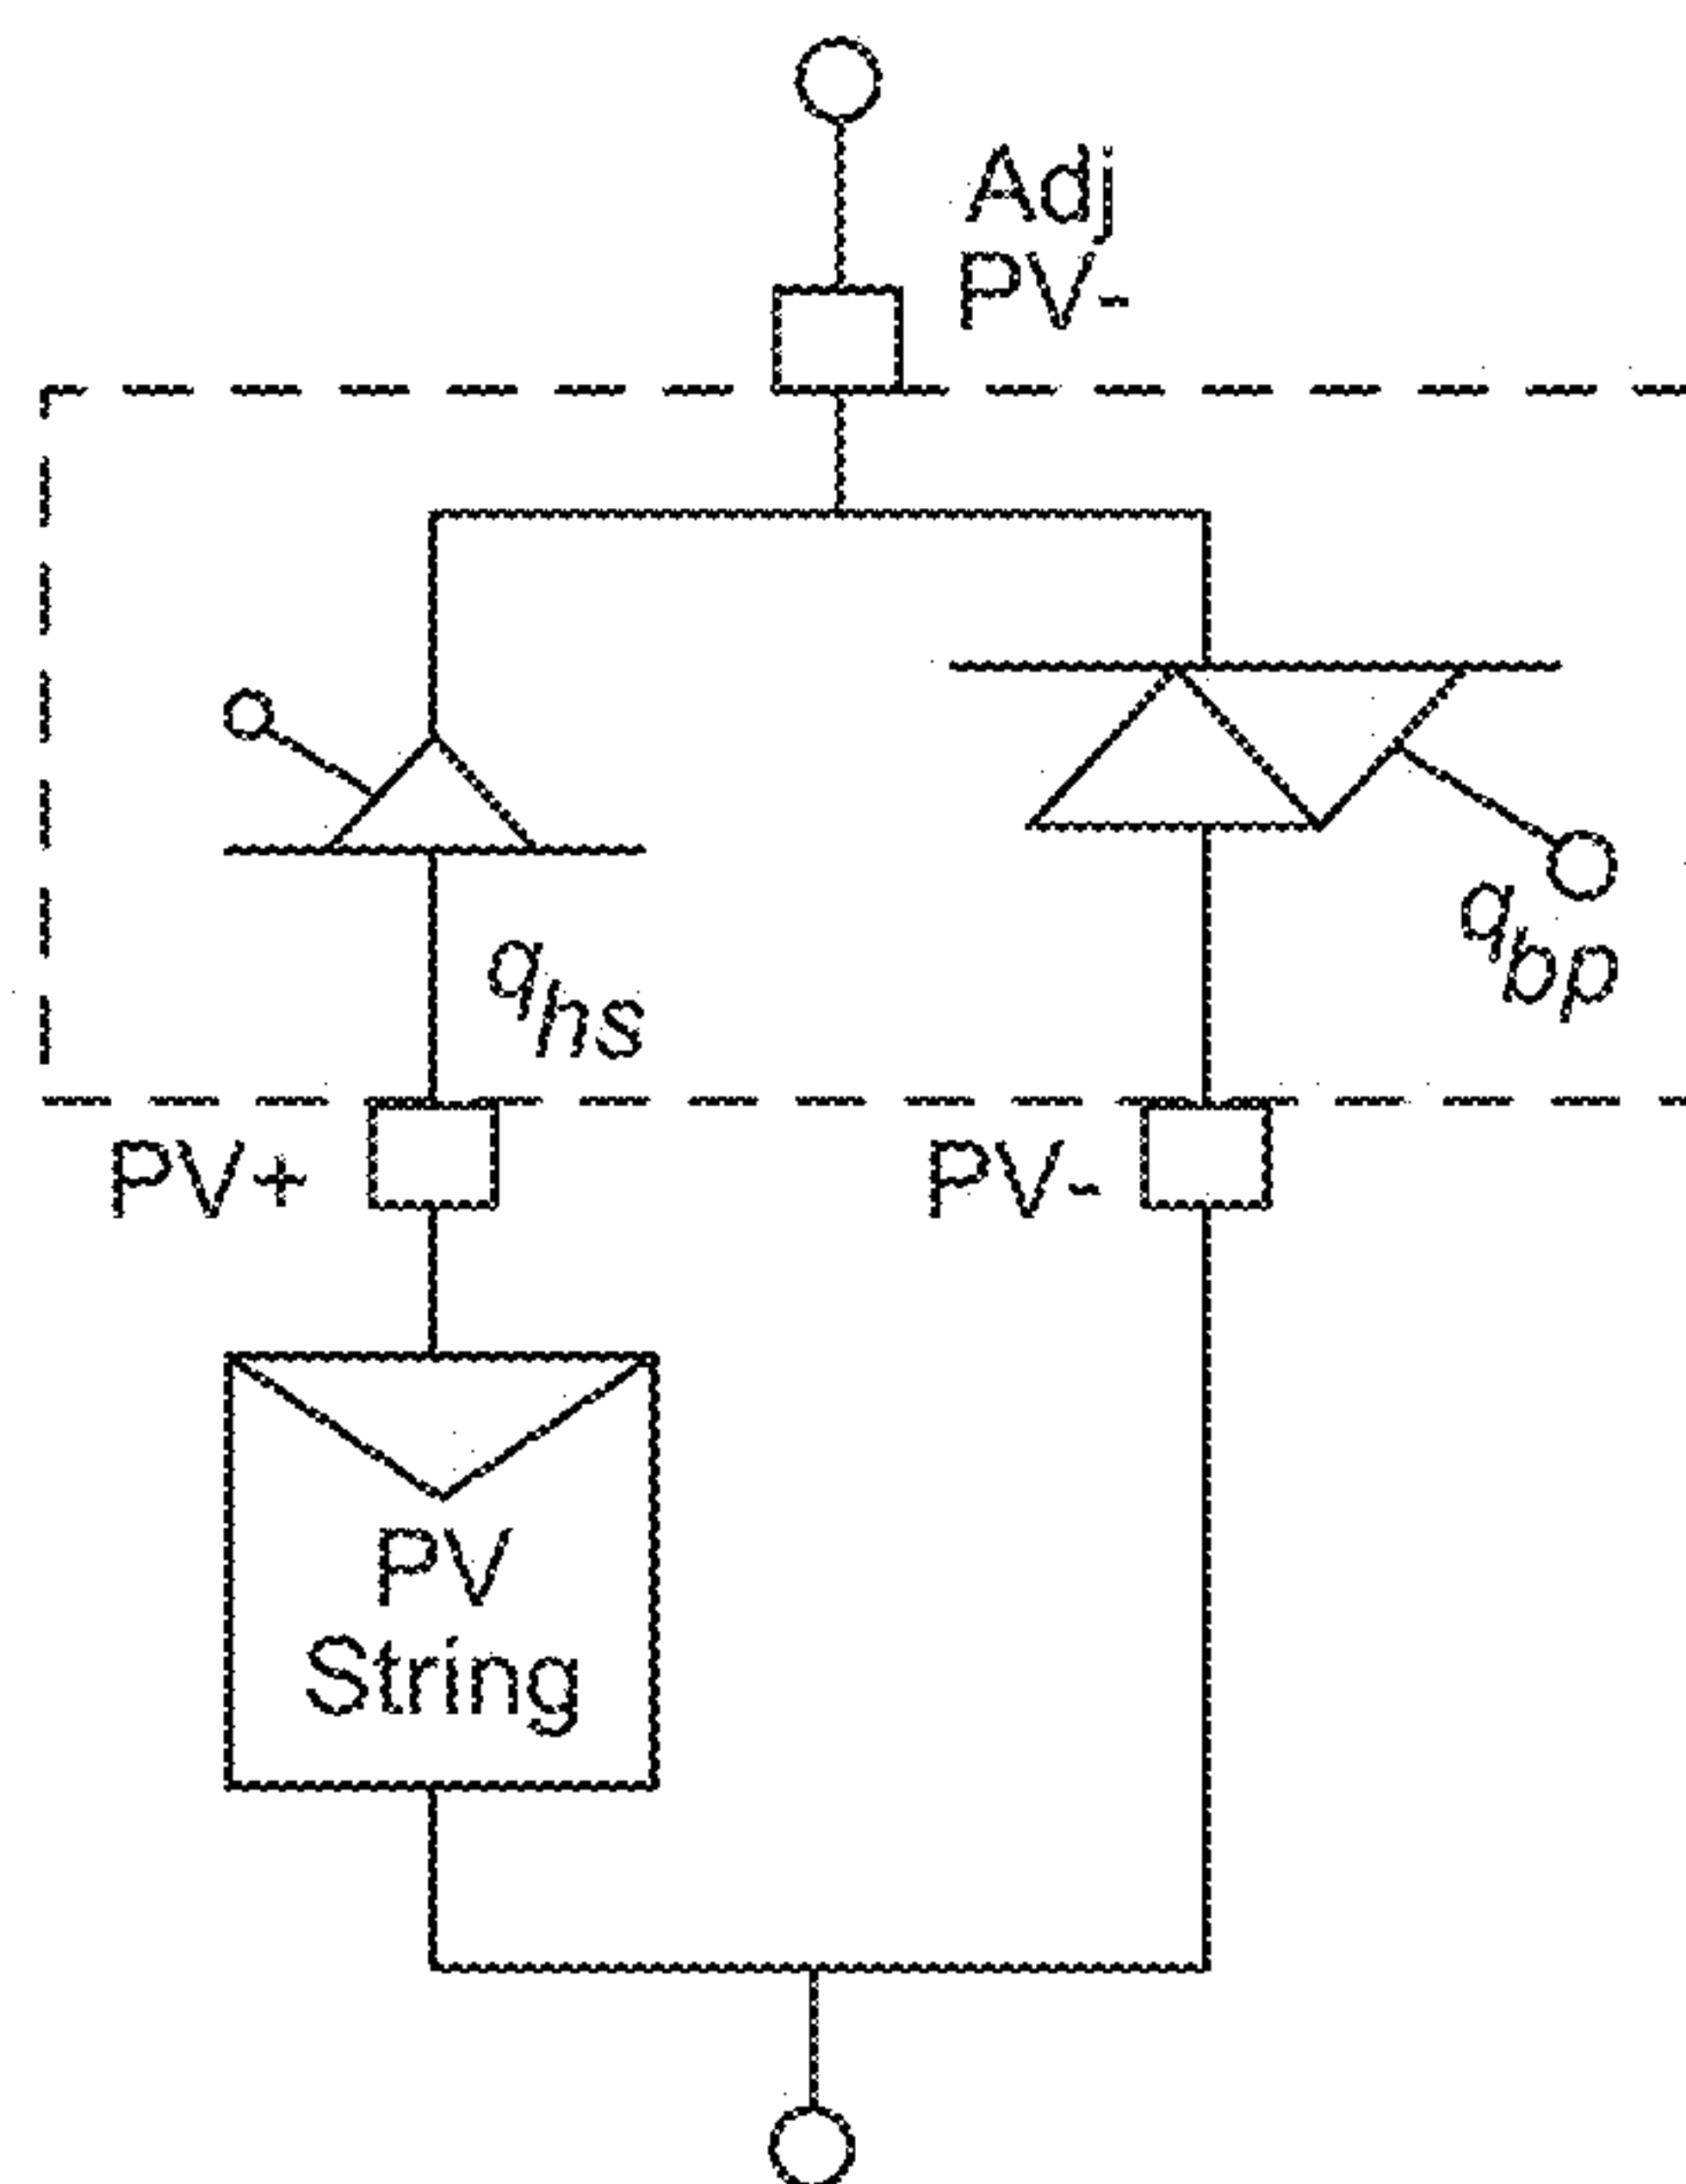 Adj
PV-
q_hs
q_bp
PV+
PV-
PV
String